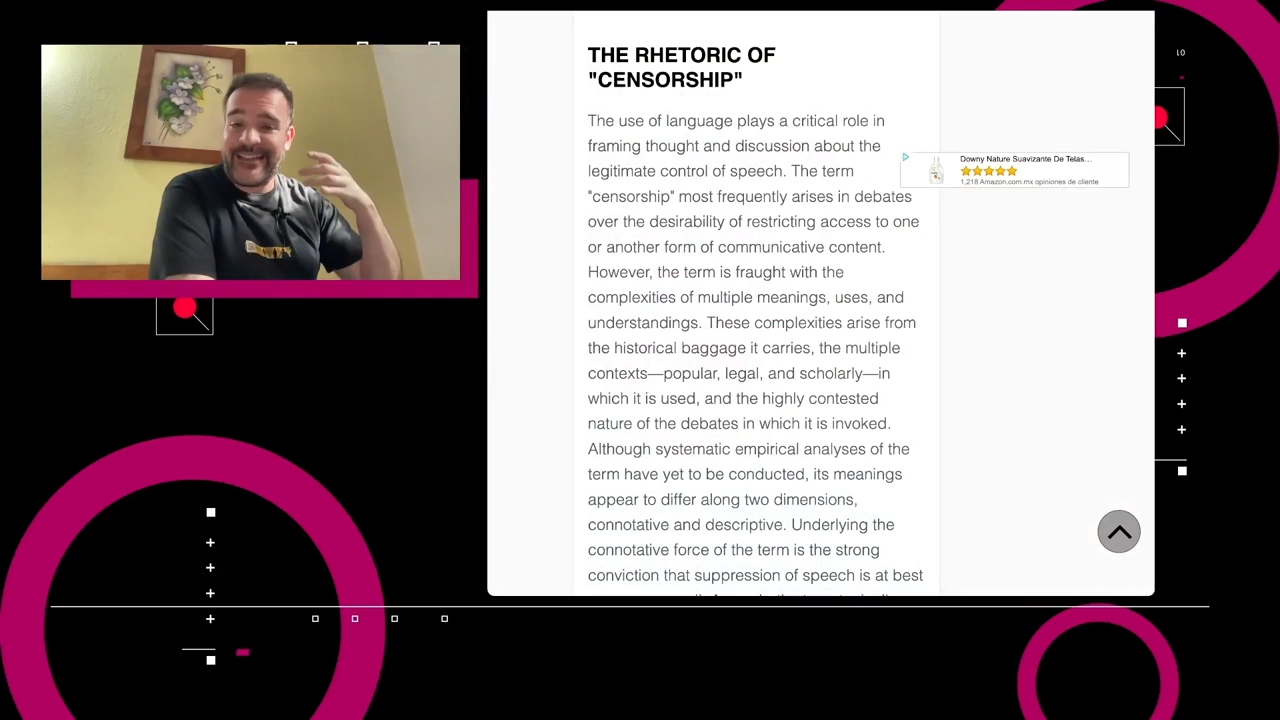 THE RHETORIC OF
"CENSORSHIP"
The use of language plays a critical role in
framing thought and discussion about the
legitimate control of speech. The term
"censorship" most frequently arises in debates
over the desirability of restricting access to one
or another form of communicative content.
However, the term is fraught with the
complexities of multiple meanings, uses, and
understandings. These complexities arise from
the historical baggage it carries, the multiple
contexts—popular, legal, and scholarly—in
which it is used, and the highly contested
nature of the debates in which it is invoked.
Although systematic empirical analyses of the
term have yet to be conducted, its meanings
appear to differ along two dimensions,
connotative and descriptive. Underlying the
connotative force of the term is the strong
conviction that suppression of speech is at best
Downy Nature Suavizante De Telas...
1,218 Amazon.com.mx opiniones de cliente
01